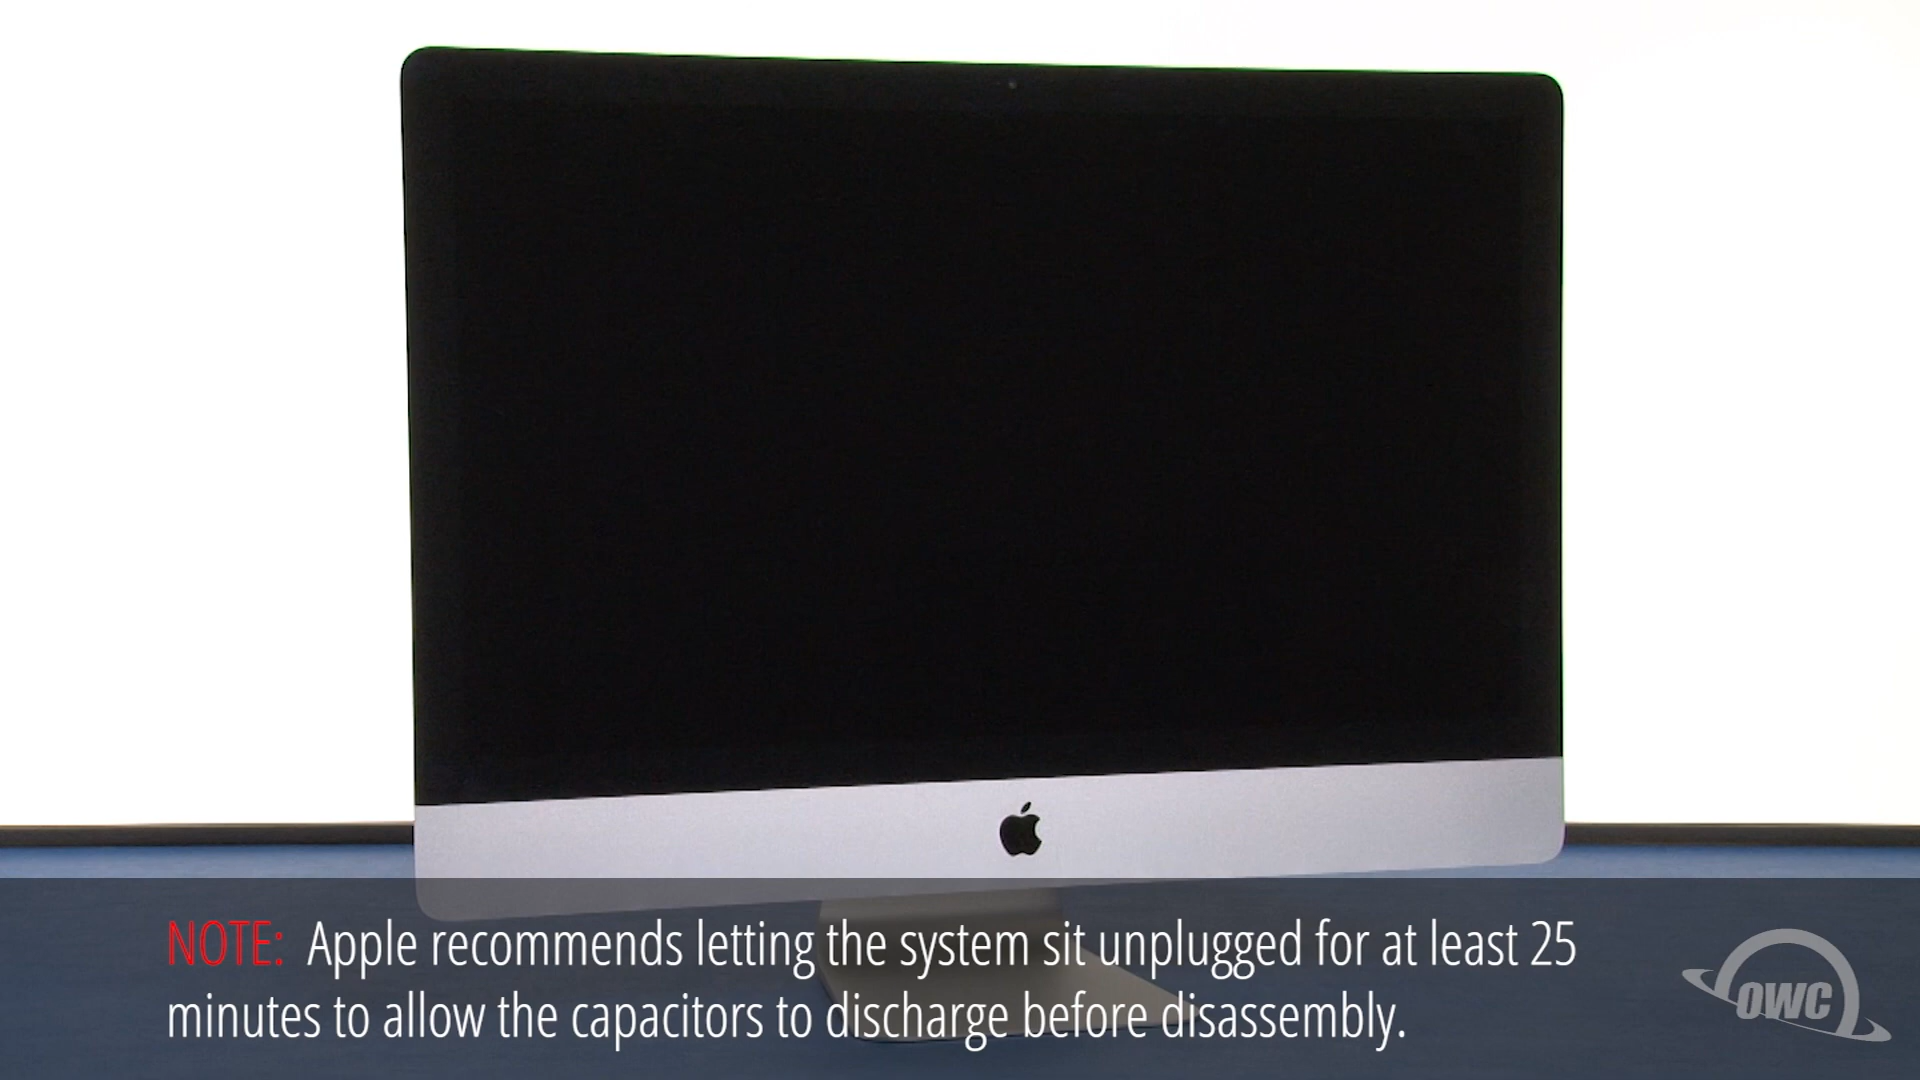 NOTE: Apple recommends letting the system sit unplugged for at least 25
minutes to allow the capacitors to discharge before disassembly.
OWC